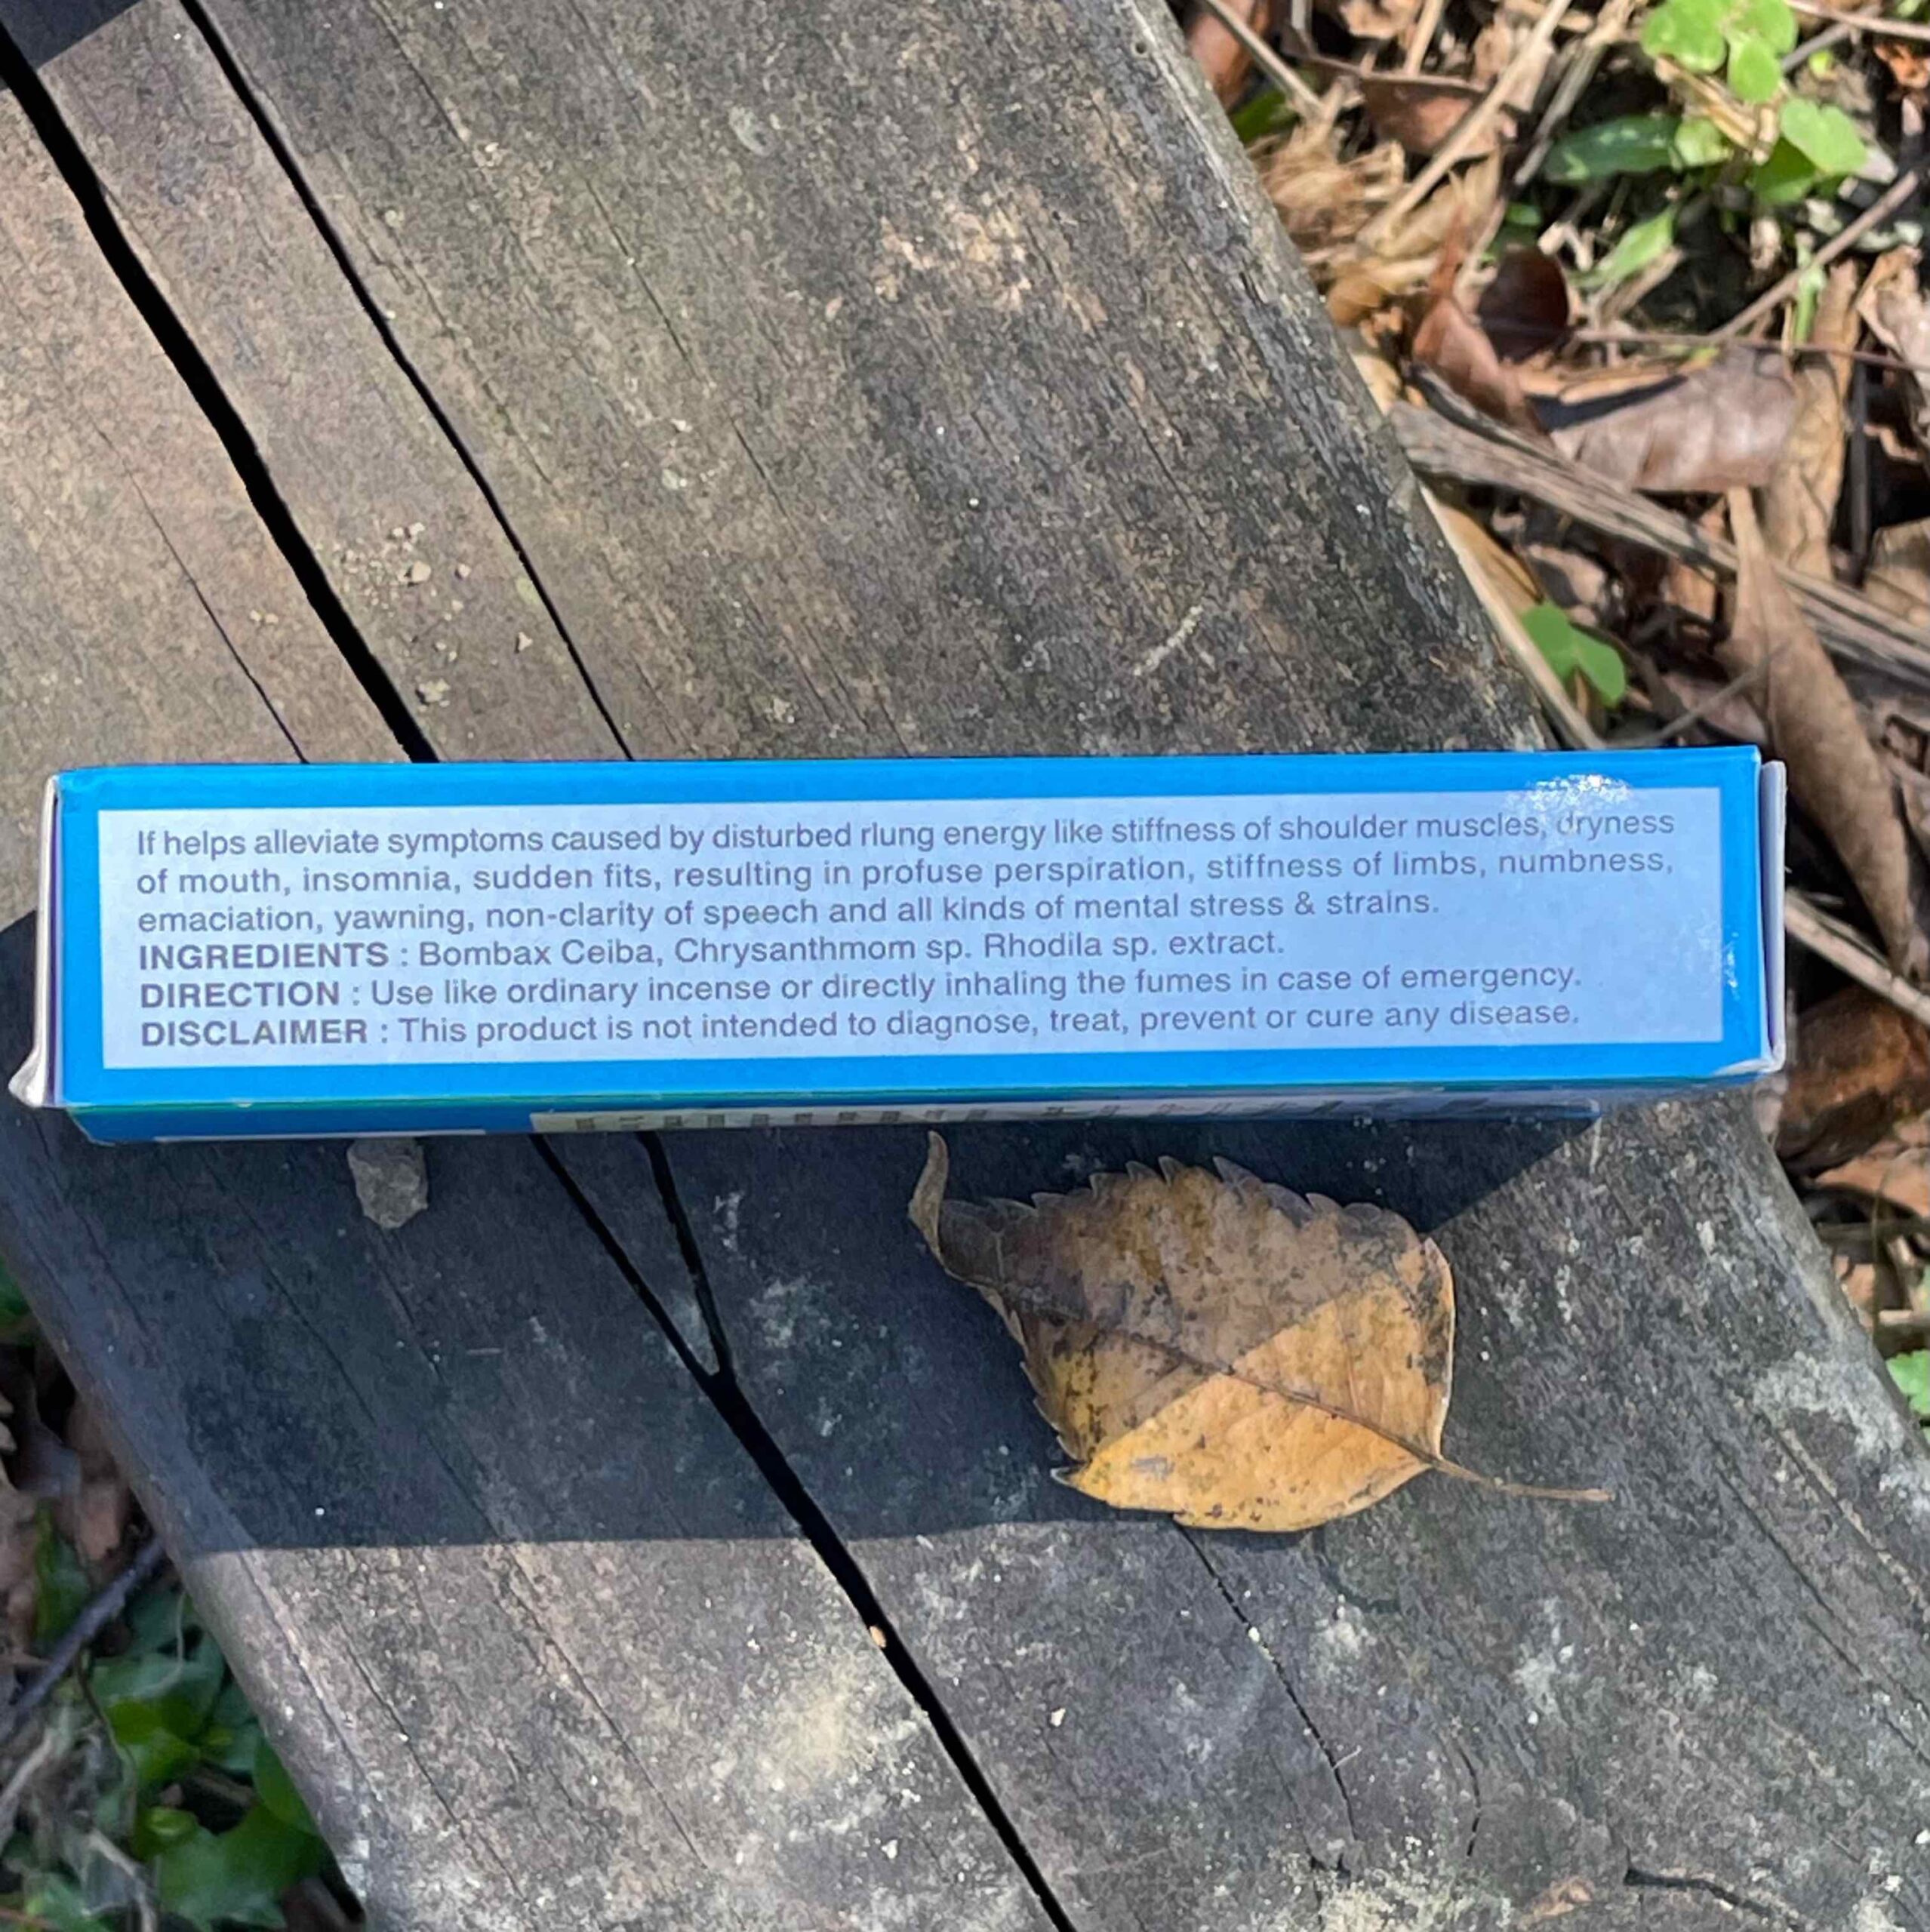 If helps alleviate symptoms caused by disturbed rlung energy like stiffness of shoulder muscles, dryness
of mouth, insomnia, sudden fits, resulting in profuse perspiration, stiffness of limbs, numbness,
emaciation, yawning, non-clarity of speech and all kinds of mental stress & strains.
INGREDIENTS : Bombax Ceiba, Chrysanthmom sp. Rhodila sp. extract.
DIRECTION : Use like ordinary incense or directly inhaling the fumes in case of emergency.
DISCLAIMER : This product is not intended to diagnose, treat, prevent or cure any disease.